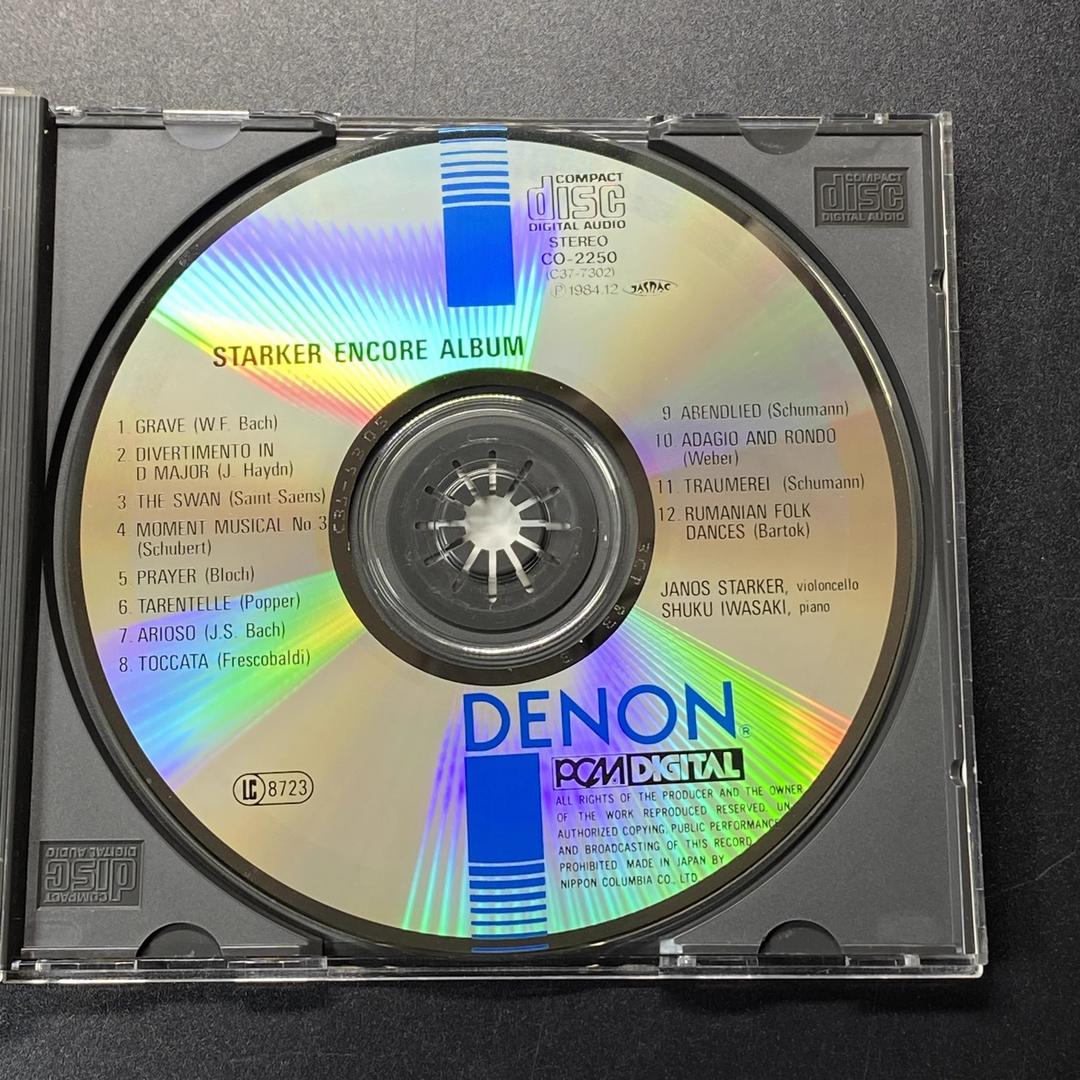 COMPACT
disc
DIGITAL AUDIO
STEREO
CO-2250
(C37-7302)
Ⓟ1984.12 JASRAC
COMPACT
disc
DIGITAL AUDIO
STARKER ENCORE ALBUM
1. GRAVE (W.F. Bach)
2. DIVERTIMENTO IN
D MAJOR (J. Haydn)
3 THE SWAN (Saint-Saens)
4 MOMENT MUSICAL No 3
(Schubert)
5 PRAYER (Bloch)
6. TARENTELLE (Popper)
7. ARIOSO (J.S. Bach)
8. TOCCATA (Frescobaldi)
9 ABENDLIED (Schumann)
10. ADAGIO AND RONDO
(Weber)
11. TRAUMEREI (Schumann)
12. RUMANIAN FOLK
DANCES (Bartok)
JANOS STARKER, violoncello
SHUKU IWASAKI, piano
DENON®
PCM DIGITAL
LC 8723
ALL RIGHTS OF THE PRODUCER AND THE OWNER
OF THE WORK REPRODUCED RESERVED. UN-
AUTHORIZED COPYING, PUBLIC PERFORMANCE
AND BROADCASTING OF THIS RECORD
PROHIBITED. MADE IN JAPAN BY
NIPPON COLUMBIA CO., LTD.
COMPACT
disc
DIGITAL AUDIO